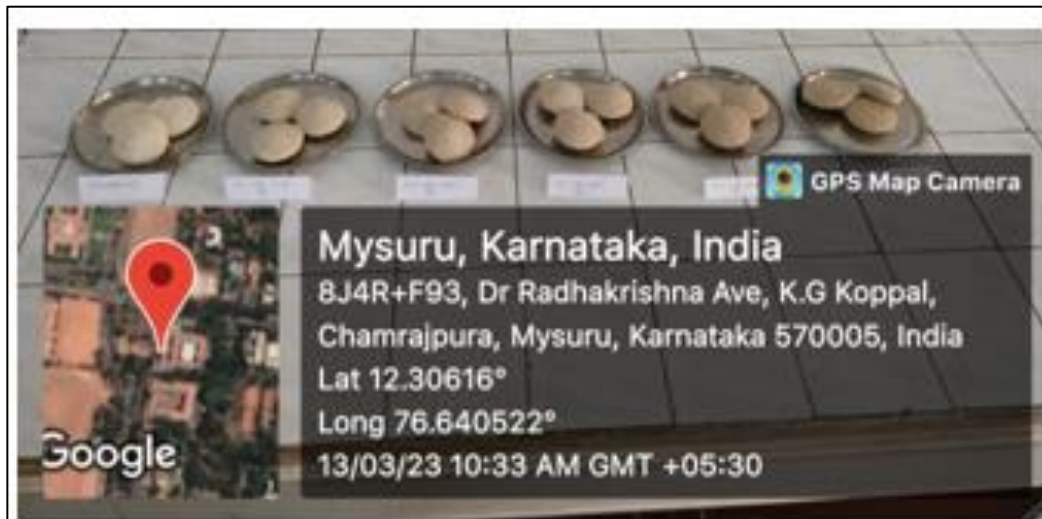 GPS Map Camera
Mysuru, Karnataka, India
8J4R+F93, Dr Radhakrishna Ave, K.G Koppal,
Chamrajpura, Mysuru, Karnataka 570005, India
Lat 12.30616°
Long 76.640522°
13/03/23 10:33 AM GMT +05:30
Google